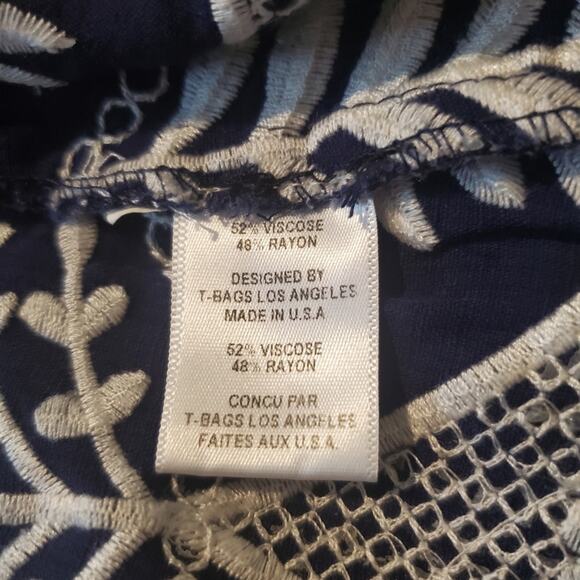 52% VISCOSE
48% RAYON
DESIGNED BY
T-BAGS LOS ANGELES
MADE IN U.S.A
52% VISCOSE
48% RAYON
CONCU PAR
T-BAGS LOS ANGELES
FAITES AUX U.S.A.